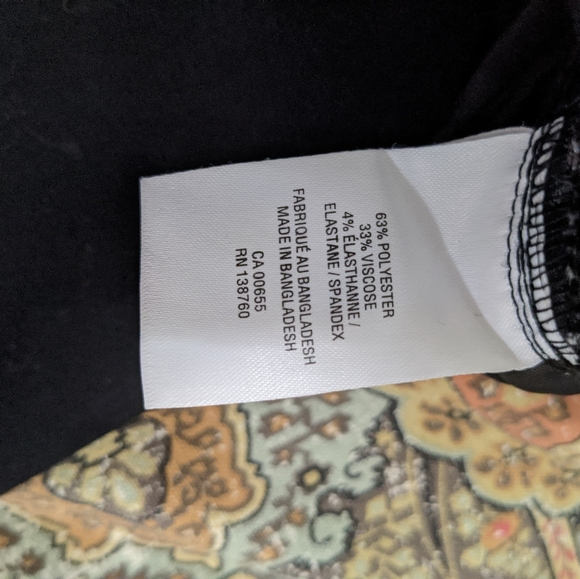 63% POLYESTER
33% VISCOSE
4% ÉLASTHANNE /
ELASTANE / SPANDEX
FABRIQUÉ AU BANGLADESH
MADE IN BANGLADESH
CA 00655
RN 138760